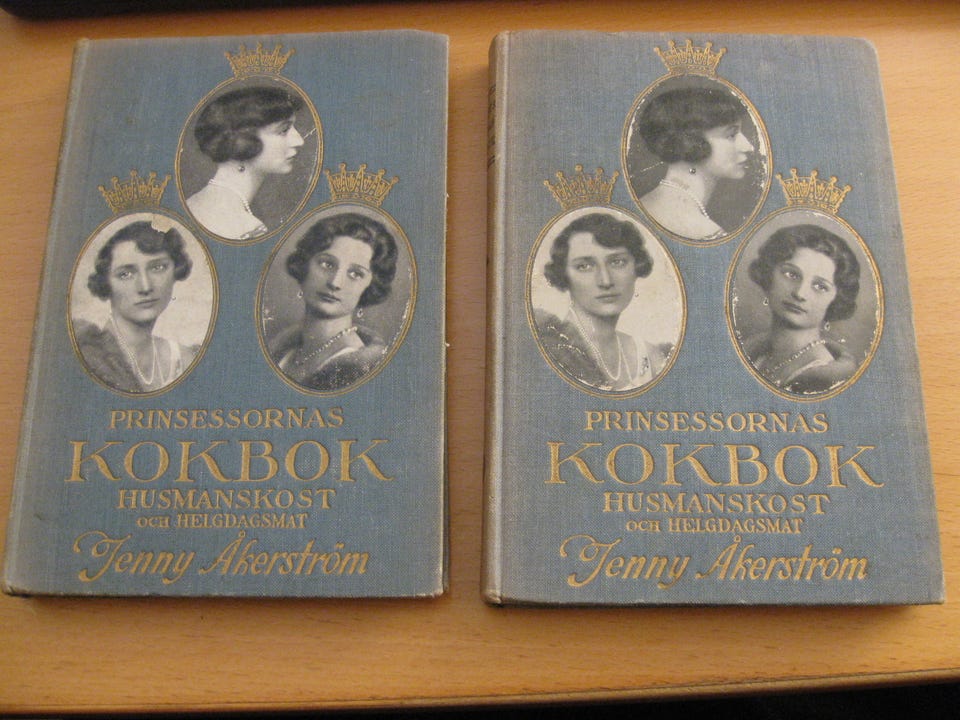 PRINSESSORNAS
KOKBOK
HUSMANSKOST
OCH HELGDAGSMAT
Jenny Åkerström
PRINSESSORNAS
KOKBOK
HUSMANSKOST
OCH HELGDAGSMAT
Jenny Åkerström